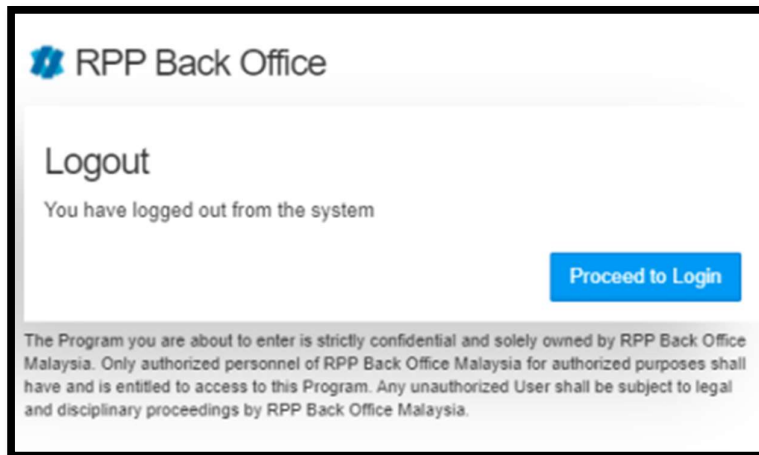 RPP Back Office
Logout
You have logged out from the system
Proceed to Login
The Program you are about to enter is strictly confidential and solely owned by RPP Back Office
Malaysia. Only authorized personnel of RPP Back Office Malaysia for authorized purposes shall
have and is entitled to access to this Program. Any unauthorized User shall be subject to legal
and disciplinary proceedings by RPP Back Office Malaysia.